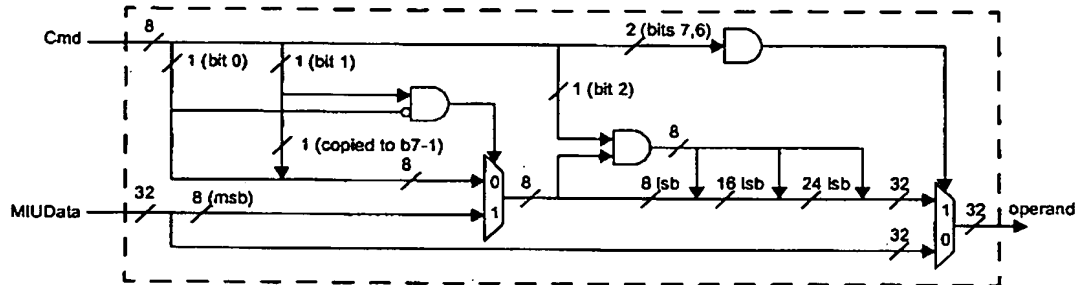 Cmd
8
1 (bit 0)
1 (bit 1)
2 (bits 7,6)
1 (bit 2)
1 (copied to b7-1)
8
8
0
1
8
8 lsb
16 lsb
24 lsb
32
MIUData
32
8 (msb)
1
0
32
operand
32